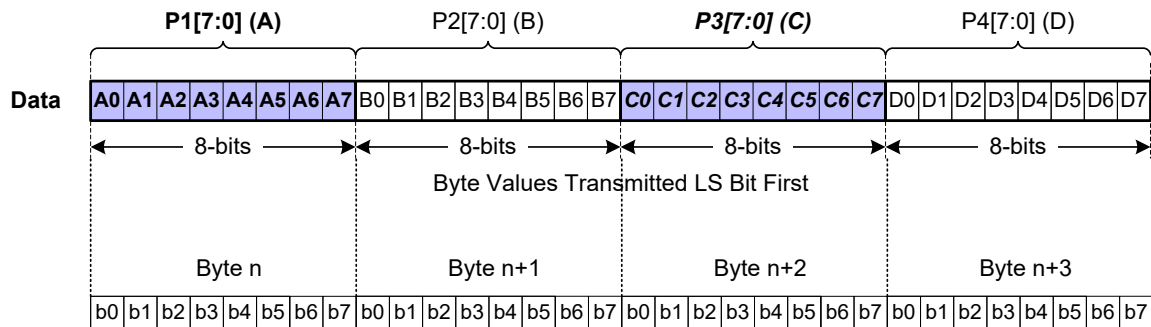 P1[7:0] (A) P2[7:0] (B) P3[7:0] (C) P4[7:0] (D)
Data A0 A1 A2 A3 A4 A5 A6 A7 B0 B1 B2 B3 B4 B5 B6 B7 C0 C1 C2 C3 C4 C5 C6 C7 D0 D1 D2 D3 D4 D5 D6 D7
8-bits 8-bits 8-bits 8-bits
Byte Values Transmitted LS Bit First
Byte n Byte n+1 Byte n+2 Byte n+3
b0 b1 b2 b3 b4 b5 b6 b7 b0 b1 b2 b3 b4 b5 b6 b7 b0 b1 b2 b3 b4 b5 b6 b7 b0 b1 b2 b3 b4 b5 b6 b7